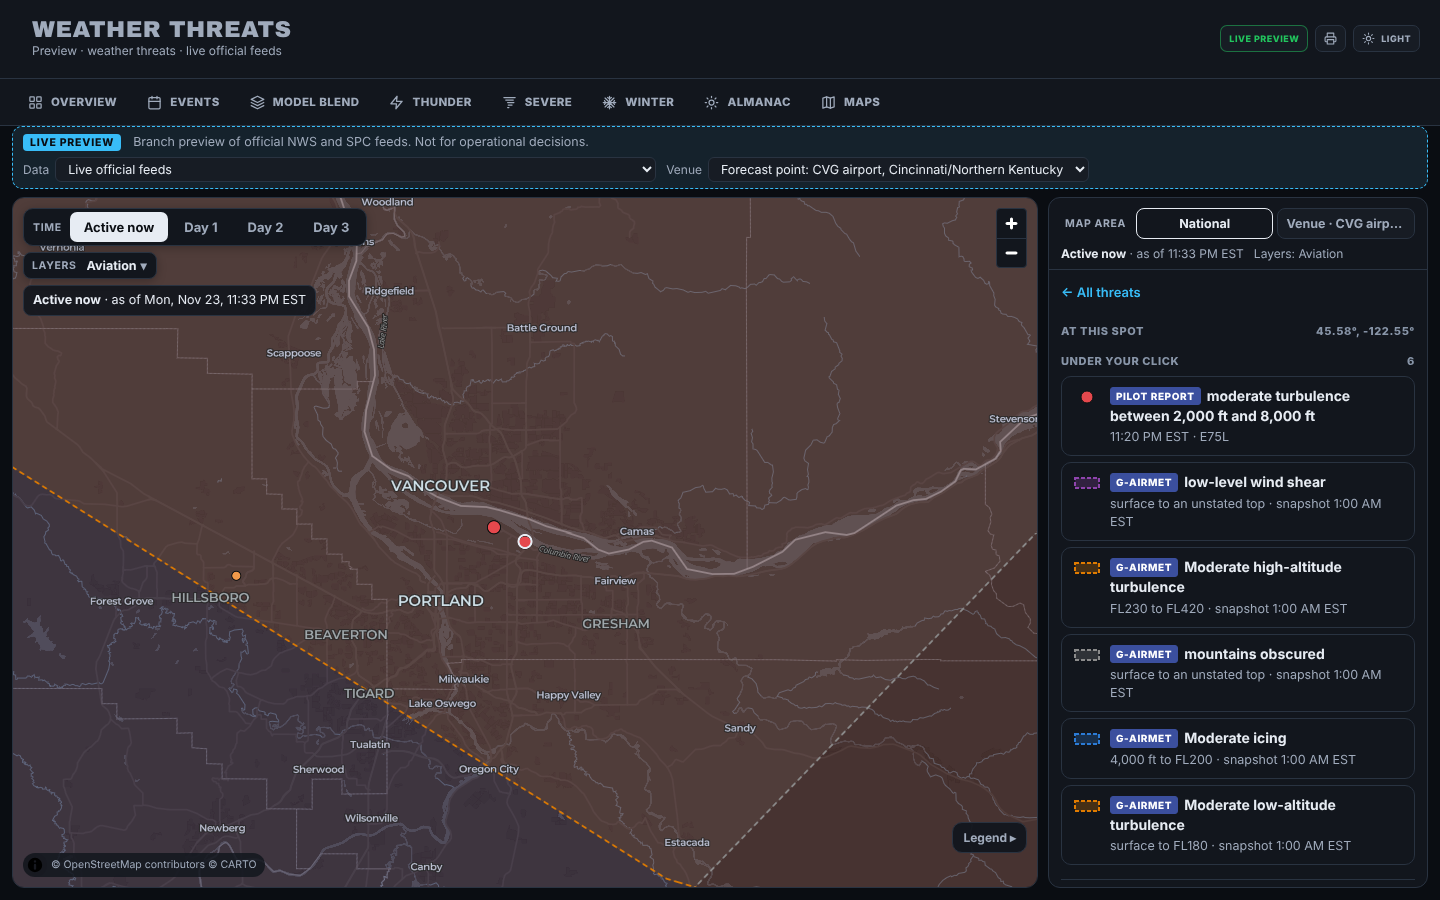 WEATHER THREATS
Preview · weather threats · live official feeds
LIVE PREVIEW
LIGHT
OVERVIEW
EVENTS
MODEL BLEND
THUNDER
SEVERE
WINTER
ALMANAC
MAPS
LIVE PREVIEW Branch preview of official NWS and SPC feeds. Not for operational decisions.
Data Live official feeds
Venue Forecast point: CVG airport, Cincinnati/Northern Kentucky
TIME Active now Day 1 Day 2 Day 3
LAYERS Aviation ▾
Active now · as of Mon, Nov 23, 11:33 PM EST
+
−
Woodland
Vernonia
Ridgefield
Lake River
Battle Ground
Scappoose
Stevenson
VANCOUVER
Camas
Columbia River
Fairview
Forest Grove
HILLSBORO
PORTLAND
GRESHAM
BEAVERTON
Milwaukie
TIGARD
Lake Oswego
Happy Valley
Sandy
Tualatin
Sherwood
Oregon City
Wilsonville
Newberg
Estacada
Canby
Legend ▸
© OpenStreetMap contributors © CARTO
MAP AREA National Venue · CVG airp...
Active now · as of 11:33 PM EST Layers: Aviation
← All threats
AT THIS SPOT 45.58°, -122.55°
UNDER YOUR CLICK 6
PILOT REPORT moderate turbulence
between 2,000 ft and 8,000 ft
11:20 PM EST · E75L
G-AIRMET low-level wind shear
surface to an unstated top · snapshot 1:00 AM
EST
G-AIRMET Moderate high-altitude
turbulence
FL230 to FL420 · snapshot 1:00 AM EST
G-AIRMET mountains obscured
surface to an unstated top · snapshot 1:00 AM
EST
G-AIRMET Moderate icing
4,000 ft to FL200 · snapshot 1:00 AM EST
G-AIRMET Moderate low-altitude
turbulence
surface to FL180 · snapshot 1:00 AM EST